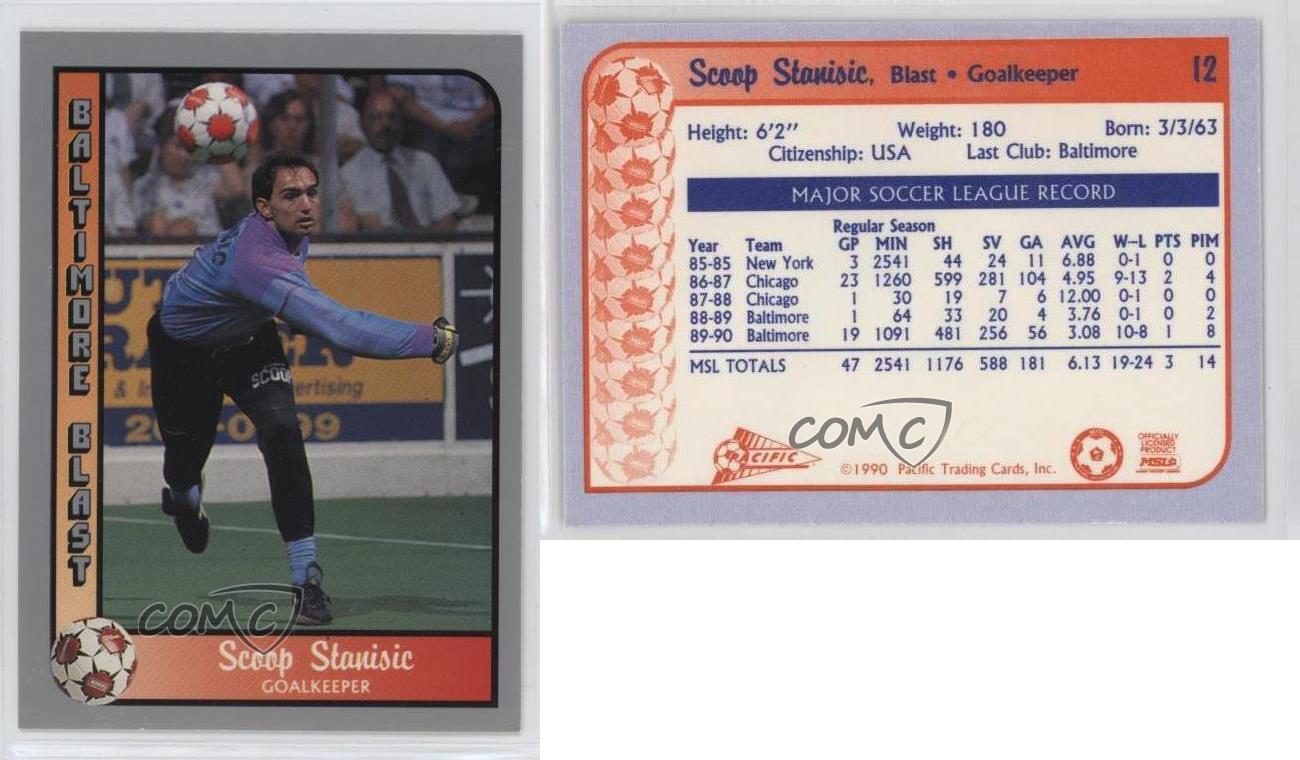 BALTIMORE BLAST
SCOOP
& In
ertising
Scoop Stanisic
GOALKEEPER
COMC
Scoop Stanisic, Blast • Goalkeeper 12
Height: 6'2" Weight: 180 Born: 3/3/63
Citizenship: USA Last Club: Baltimore
MAJOR SOCCER LEAGUE RECORD
Regular Season
Year Team GP MIN SH SV GA AVG W–L PTS PIM
85-85 New York 3 2541 44 24 11 6.88 0-1 0 0
86-87 Chicago 23 1260 599 281 104 4.95 9-13 2 4
87-88 Chicago 1 30 19 7 6 12.00 0-1 0 0
88-89 Baltimore 1 64 33 20 4 3.76 0-1 0 2
89-90 Baltimore 19 1091 481 256 56 3.08 10-8 1 8
MSL TOTALS 47 2541 1176 588 181 6.13 19-24 3 14
COMC
PACIFIC
©1990 Pacific Trading Cards, Inc.
OFFICIALLY
LICENSED
PRODUCT
MSL